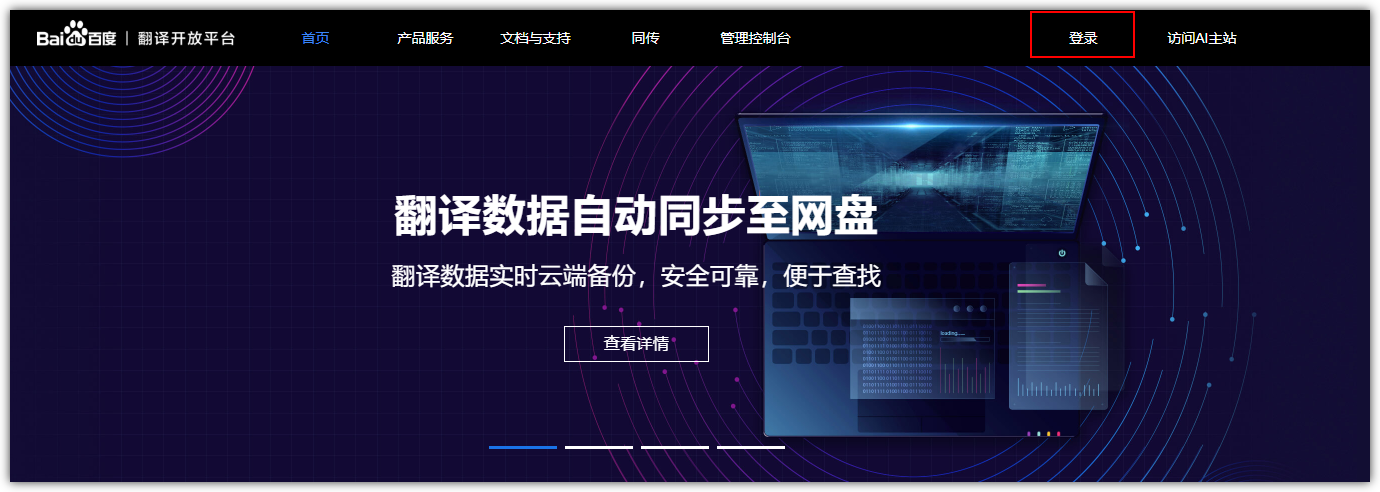 Baidu百度 | 翻译开放平台 首页 产品服务 文档与支持 同传 管理控制台 登录 访问AI主站
翻译数据自动同步至网盘
翻译数据实时云端备份，安全可靠，便于查找
查看详情
loading......